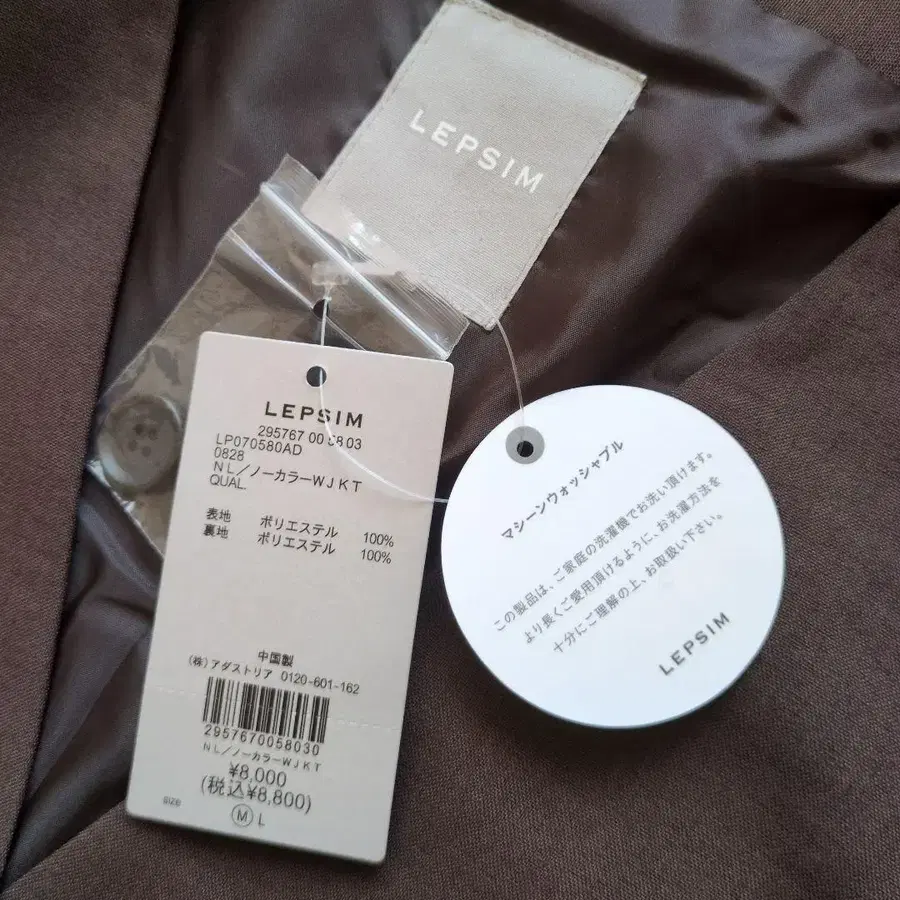 LEPSIM
LEPSIM
295767 00 58 03
LP070580AD
0828
NL/ノーカラーWJKT
QUAL.
表地 ポリエステル 100%
裏地 ポリエステル 100%
中国製
(株)アダストリア 0120-601-162
2957670058030
NL/ノーカラーWJKT
¥8,000
(税込¥8,800)
SIZE M L
マシーンウォッシャブル
この製品は、ご家庭の洗濯機でお洗い頂けます。
より長くご愛用頂けるように、お洗濯方法を
十分にご理解の上、お取扱い下さい。
LEPSIM